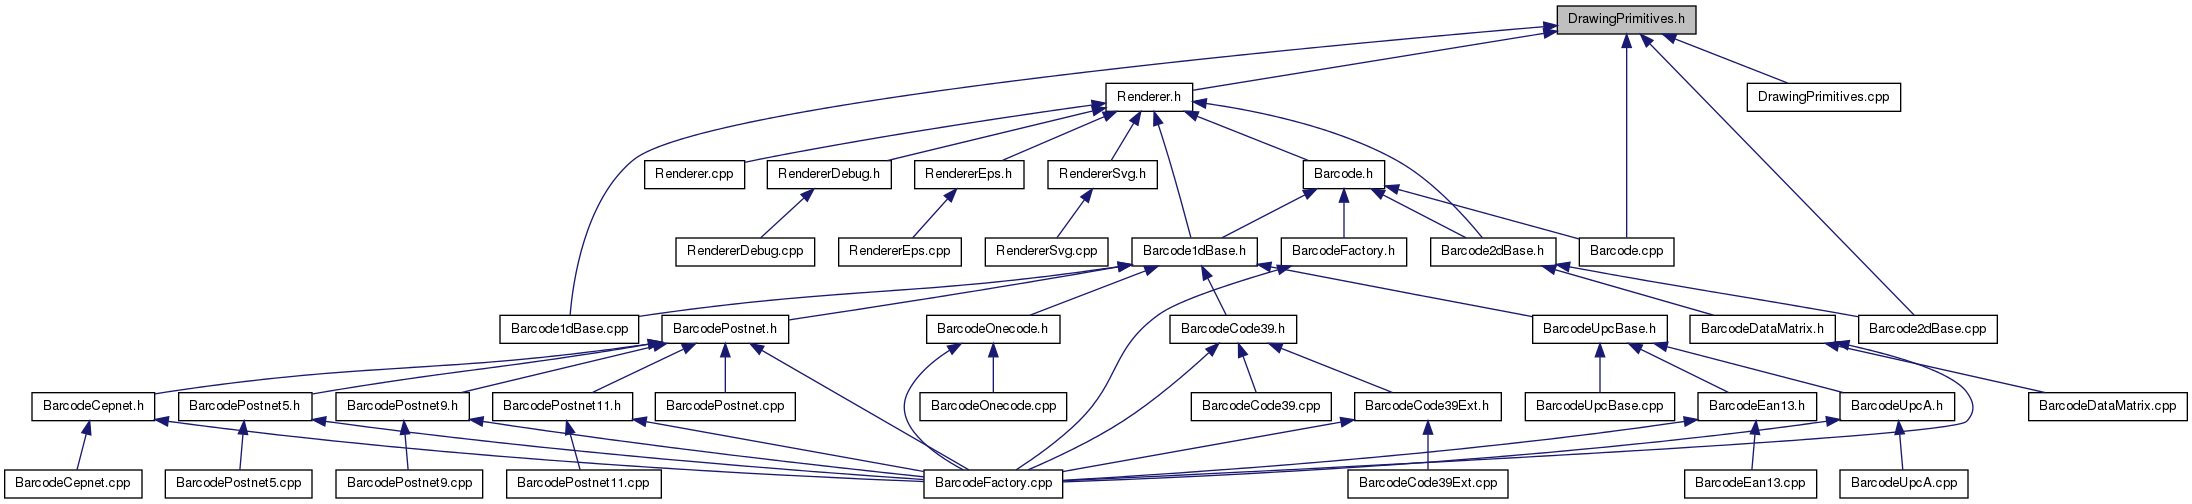 DrawingPrimitives.h
Renderer.h
DrawingPrimitives.cpp
Renderer.cpp
RendererDebug.h
RendererEps.h
RendererSvg.h
Barcode.h
RendererDebug.cpp
RendererEps.cpp
RendererSvg.cpp
Barcode1dBase.h
BarcodeFactory.h
Barcode2dBase.h
Barcode.cpp
Barcode1dBase.cpp
BarcodePostnet.h
BarcodeOnecode.h
BarcodeCode39.h
BarcodeUpcBase.h
BarcodeDataMatrix.h
Barcode2dBase.cpp
BarcodeCepnet.h
BarcodePostnet5.h
BarcodePostnet9.h
BarcodePostnet11.h
BarcodePostnet.cpp
BarcodeOnecode.cpp
BarcodeCode39.cpp
BarcodeCode39Ext.h
BarcodeUpcBase.cpp
BarcodeEan13.h
BarcodeUpcA.h
BarcodeDataMatrix.cpp
BarcodeCepnet.cpp
BarcodePostnet5.cpp
BarcodePostnet9.cpp
BarcodePostnet11.cpp
BarcodeFactory.cpp
BarcodeCode39Ext.cpp
BarcodeEan13.cpp
BarcodeUpcA.cpp